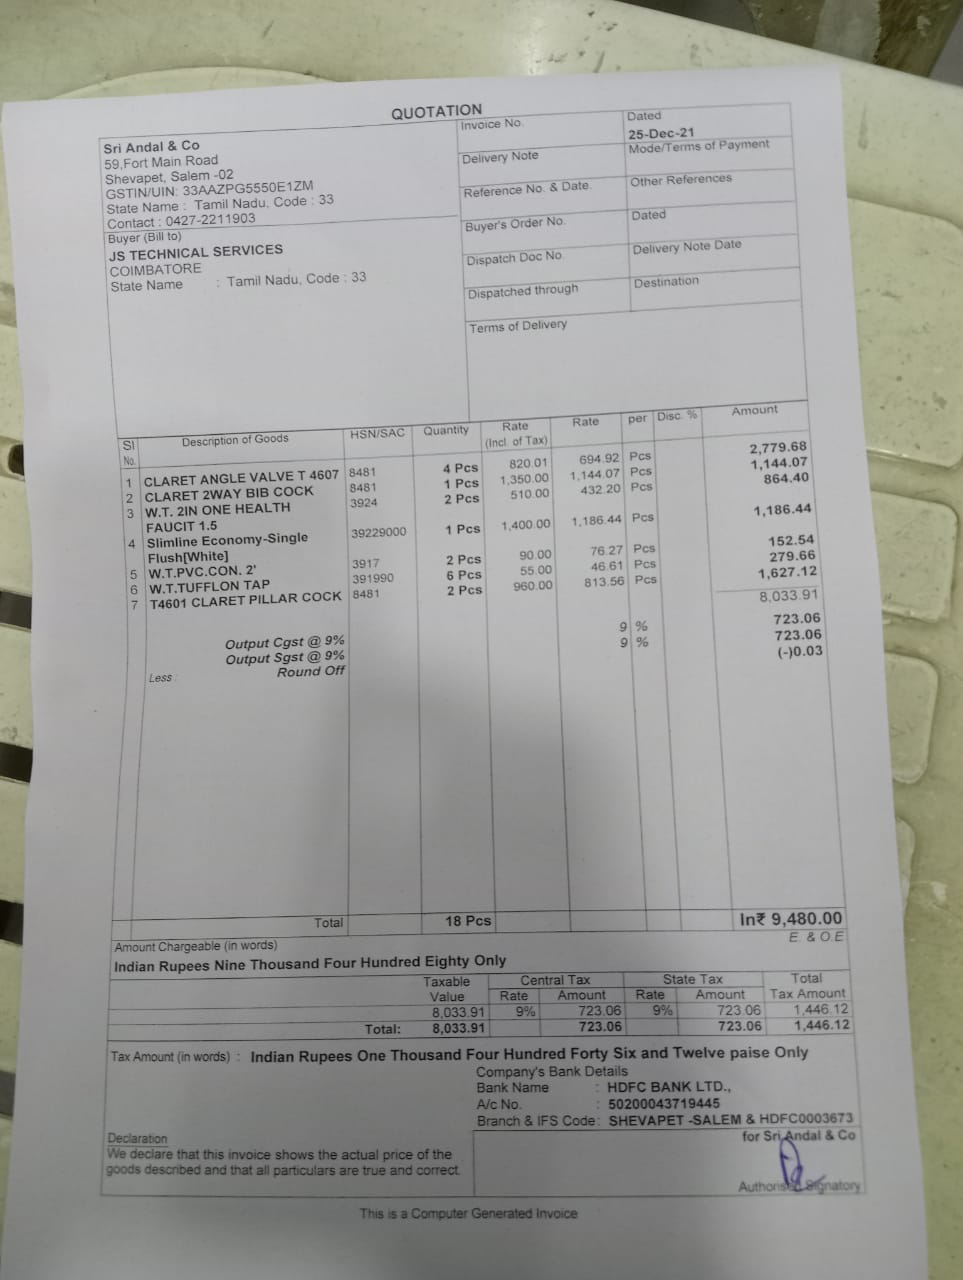 QUOTATION
Sri Andal & Co
59,Fort Main Road
Shevapet, Salem -02
GSTIN/UIN: 33AAZPG5550E1ZM
State Name : Tamil Nadu, Code : 33
Contact : 0427-2211903
Buyer (Bill to)
JS TECHNICAL SERVICES
COIMBATORE
State Name : Tamil Nadu, Code : 33
Invoice No. Dated
25-Dec-21
Delivery Note Mode/Terms of Payment
Reference No. & Date. Other References
Buyer's Order No. Dated
Dispatch Doc No. Delivery Note Date
Dispatched through Destination
Terms of Delivery
Sl Description of Goods HSN/SAC Quantity Rate Rate per Disc. % Amount
No. (Incl. of Tax)
1 CLARET ANGLE VALVE T 4607 8481 4 Pcs 820.01 694.92 Pcs 2,779.68
2 CLARET 2WAY BIB COCK 8481 1 Pcs 1,350.00 1,144.07 Pcs 1,144.07
3 W.T. 2IN ONE HEALTH 3924 2 Pcs 510.00 432.20 Pcs 864.40
FAUCIT 1.5
4 Slimline Economy-Single 39229000 1 Pcs 1,400.00 1,186.44 Pcs 1,186.44
Flush[White]
5 W.T.PVC.CON. 2' 3917 2 Pcs 90.00 76.27 Pcs 152.54
6 W.T.TUFFLON TAP 391990 6 Pcs 55.00 46.61 Pcs 279.66
7 T4601 CLARET PILLAR COCK 8481 2 Pcs 960.00 813.56 Pcs 1,627.12
8,033.91
Output Cgst @ 9% 9 % 723.06
Output Sgst @ 9% 9 % 723.06
Less : Round Off (-)0.03
Total 18 Pcs In₹ 9,480.00
Amount Chargeable (in words) E. & O.E
Indian Rupees Nine Thousand Four Hundred Eighty Only
Taxable Central Tax State Tax Total
Value Rate Amount Rate Amount Tax Amount
8,033.91 9% 723.06 9% 723.06 1,446.12
Total: 8,033.91 723.06 723.06 1,446.12
Tax Amount (in words) : Indian Rupees One Thousand Four Hundred Forty Six and Twelve paise Only
Company's Bank Details
Bank Name : HDFC BANK LTD.,
A/c No. : 50200043719445
Branch & IFS Code : SHEVAPET -SALEM & HDFC0003673
Declaration
We declare that this invoice shows the actual price of the
goods described and that all particulars are true and correct.
for Sri Andal & Co
Authorised Signatory
This is a Computer Generated Invoice